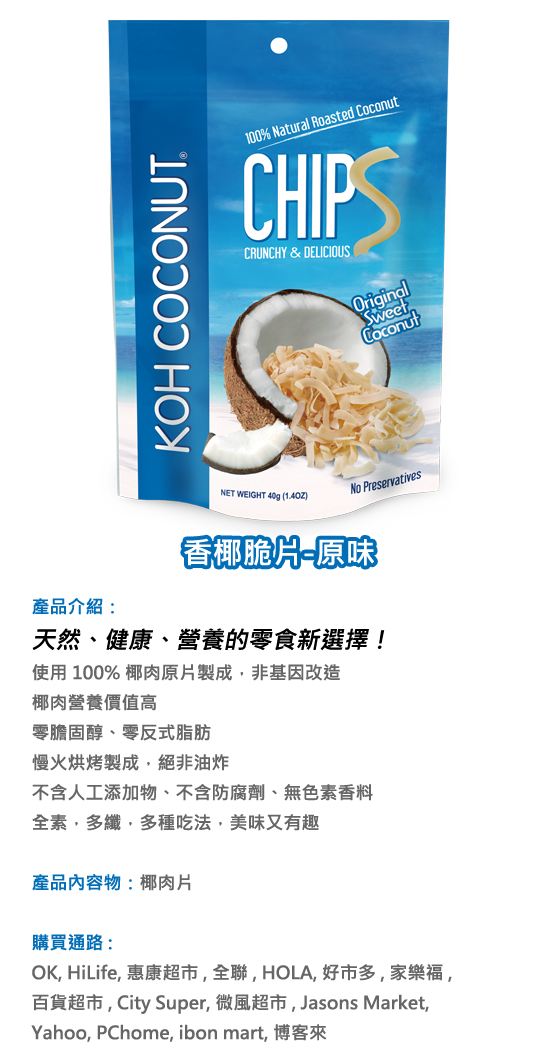 KOH COCONUT®
100% Natural Roasted Coconut
CHIPS
CRUNCHY & DELICIOUS
Original
Sweet
Coconut
NET WEIGHT 40g (1.4OZ)
No Preservatives
香椰脆片-原味
產品介紹：
天然、健康、營養的零食新選擇！
使用 100% 椰肉原片製成，非基因改造
椰肉營養價值高
零膽固醇、零反式脂肪
慢火烘烤製成，絕非油炸
不含人工添加物、不含防腐劑、無色素香料
全素，多纖，多種吃法，美味又有趣
產品內容物：椰肉片
購買通路 :
OK, HiLife, 惠康超市 , 全聯 , HOLA, 好市多 , 家樂福 ,
百貨超市 , City Super, 微風超市 , Jasons Market,
Yahoo, PChome, ibon mart, 博客來